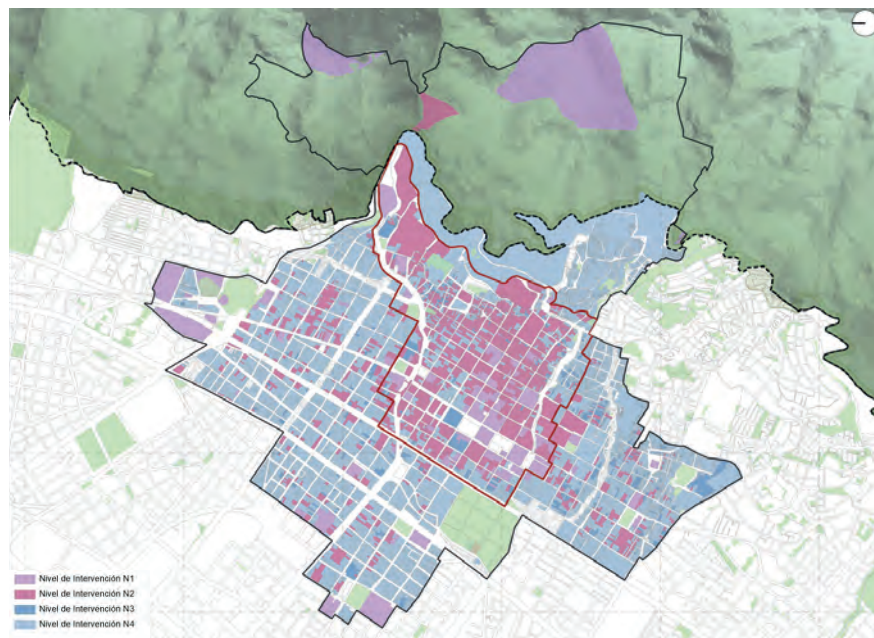 Nivel de Intervención N1
Nivel de Intervención N2
Nivel de Intervención N3
Nivel de Intervención N4